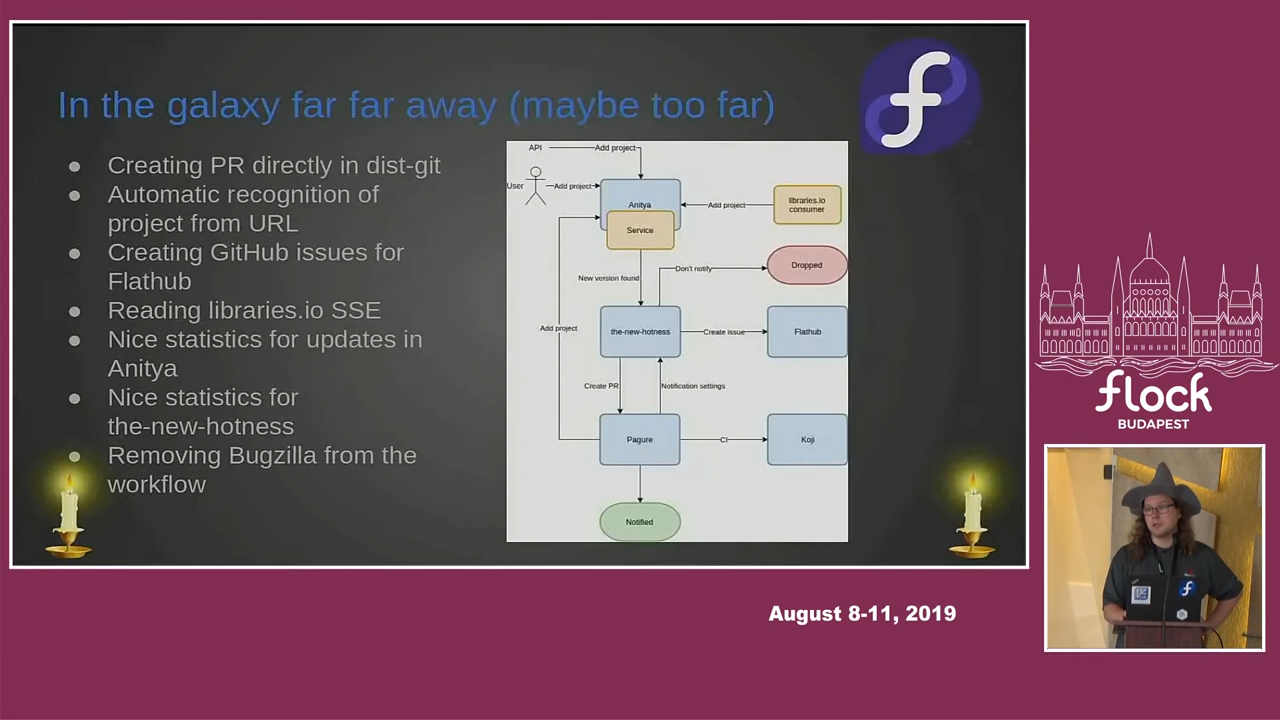 In the galaxy far far away (maybe too far)
● Creating PR directly in dist-git
● Automatic recognition of
project from URL
● Creating GitHub issues for
Flathub
● Reading libraries.io SSE
● Nice statistics for updates in
Anitya
● Nice statistics for
the-new-hotness
● Removing Bugzilla from the
workflow
API
Add project
User
Add project
Anitya
Service
Add project
libraries.io
consumer
New version found
Don't notify
Dropped
Add project
the-new-hotness
Create issue
Flathub
Create PR
Notification settings
Pagure
CI
Koji
Notified
flock
BUDAPEST
August 8-11, 2019